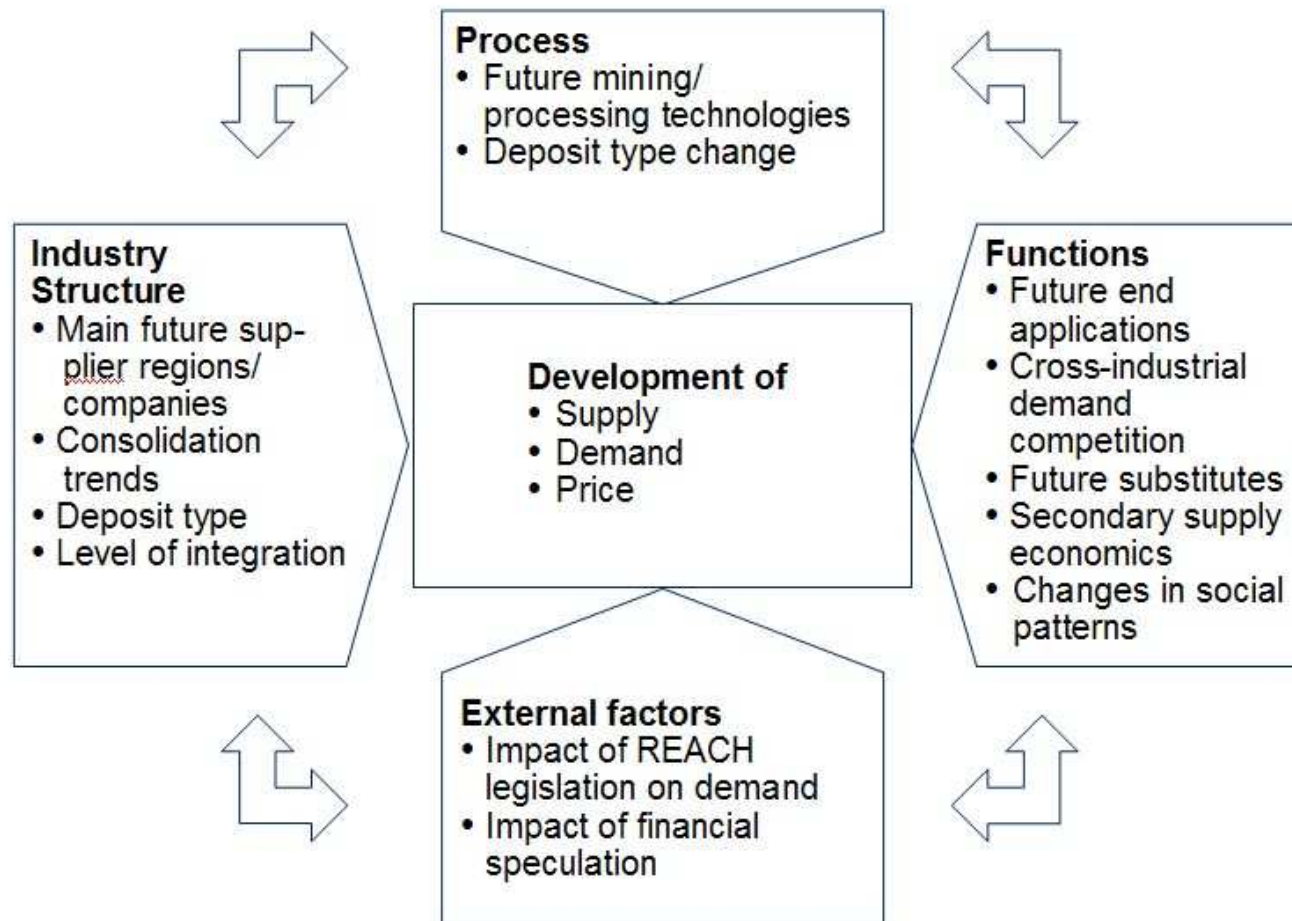 Process
• Future mining/
processing technologies
• Deposit type change
Industry
Structure
• Main future sup-
plier regions/
companies
• Consolidation
trends
• Deposit type
• Level of integration
Development of
• Supply
• Demand
• Price
Functions
• Future end
applications
• Cross-industrial
demand
competition
• Future substitutes
• Secondary supply
economics
• Changes in social
patterns
External factors
• Impact of REACH
legislation on demand
• Impact of financial
speculation